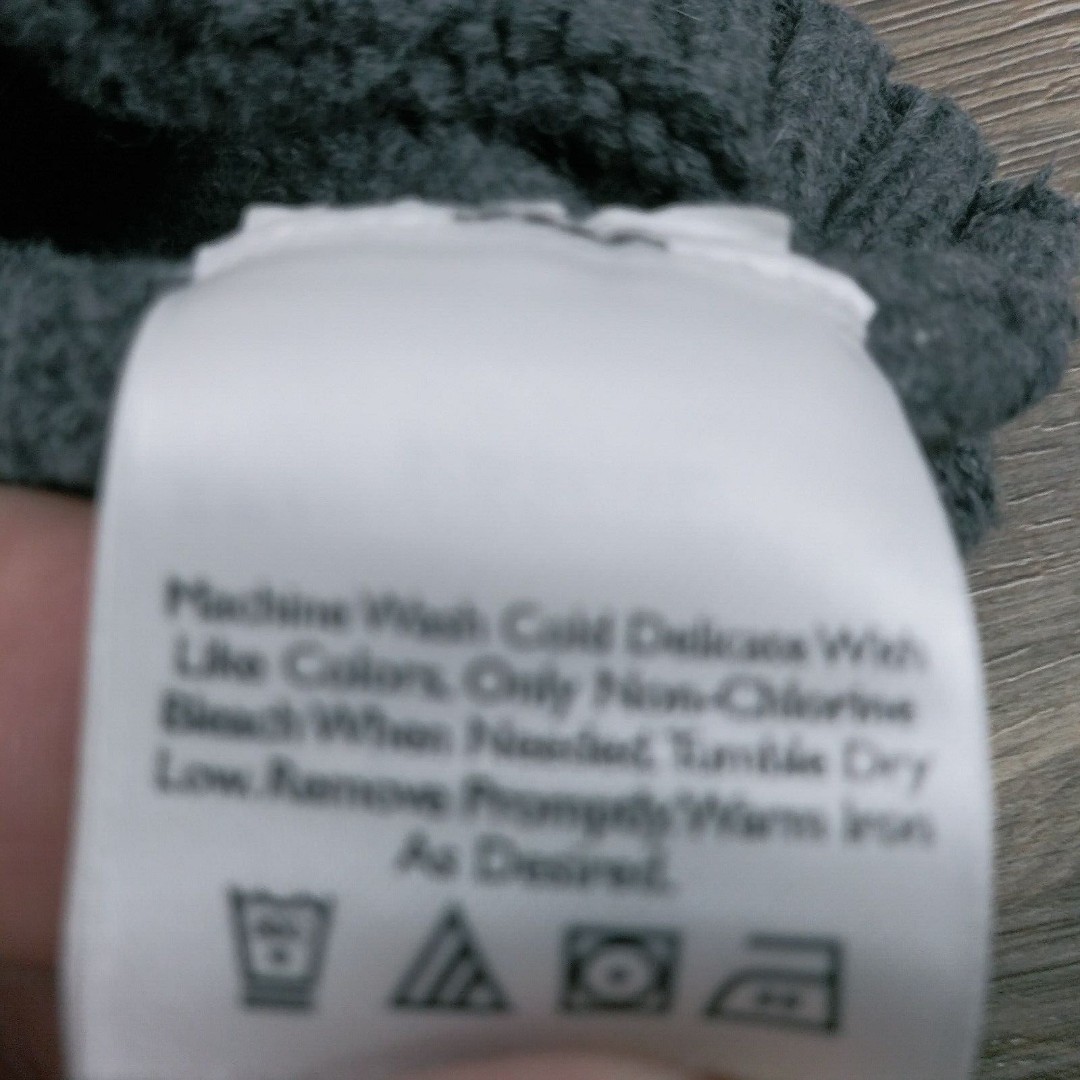 Machine Wash Cold Delicate With
Like Colors, Only Non-Chlorine
Bleach When Needed, Tumble Dry
Low. Remove Promptly. Warm Iron
As Desired.